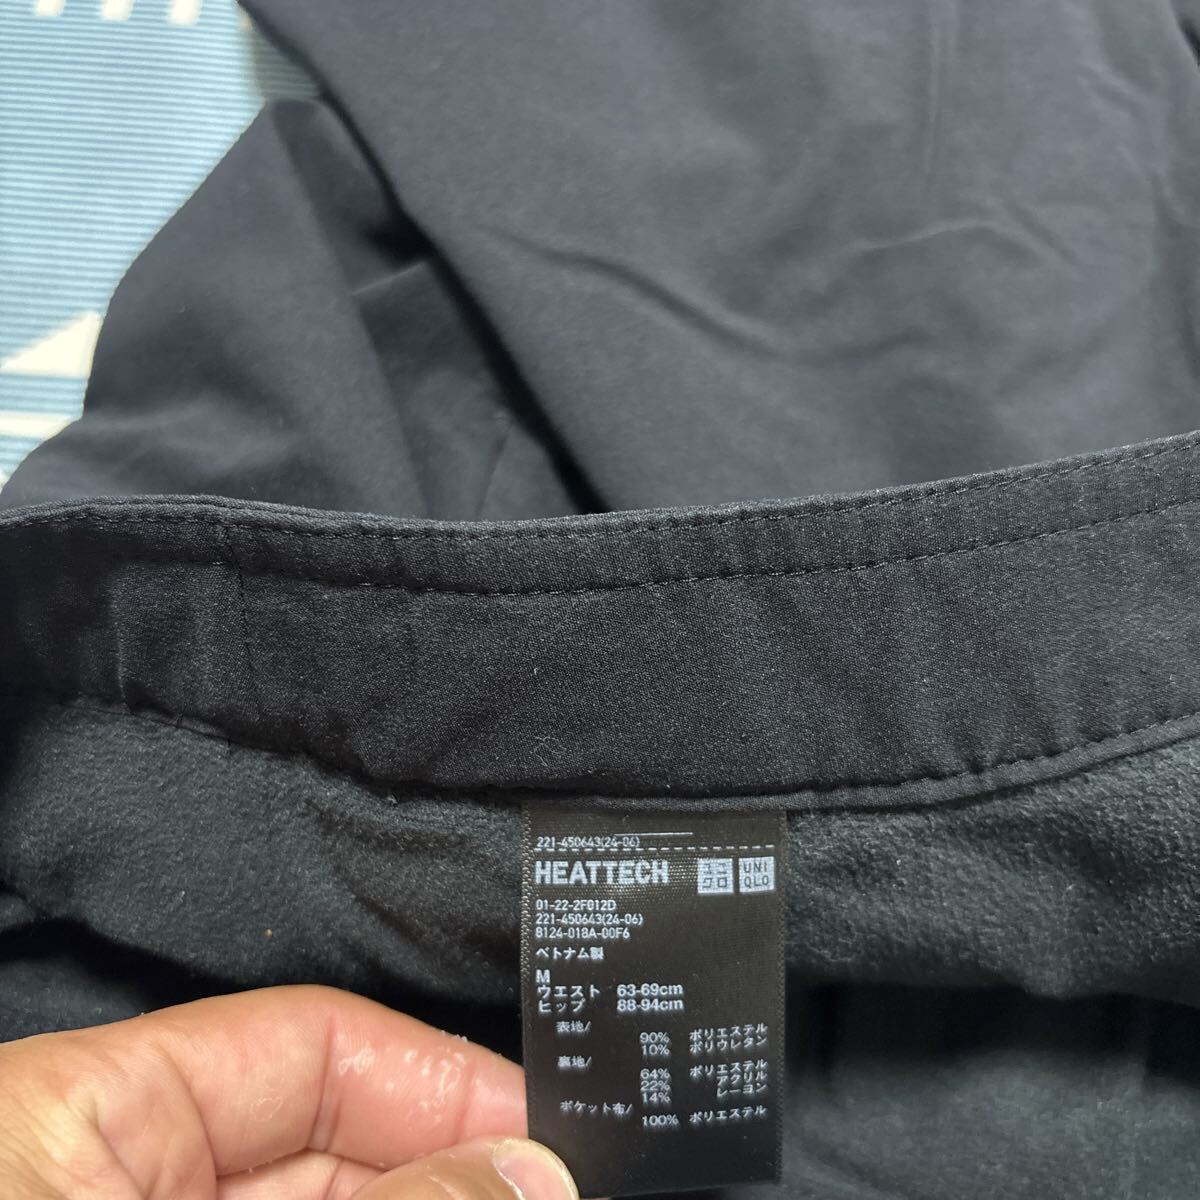 221-450643(24-06)
HEATTECH ユニクロ UNIQLO
01-22-2F012D
221-450643(24-06)
8124-018A-00F6
ベトナム製
M
ウエスト 63-69cm
ヒップ 88-94cm
表地/
90% ポリエステル
10% ポリウレタン
裏地/
64% ポリエステル
22% アクリル
14% レーヨン
ポケット布/
100% ポリエステル